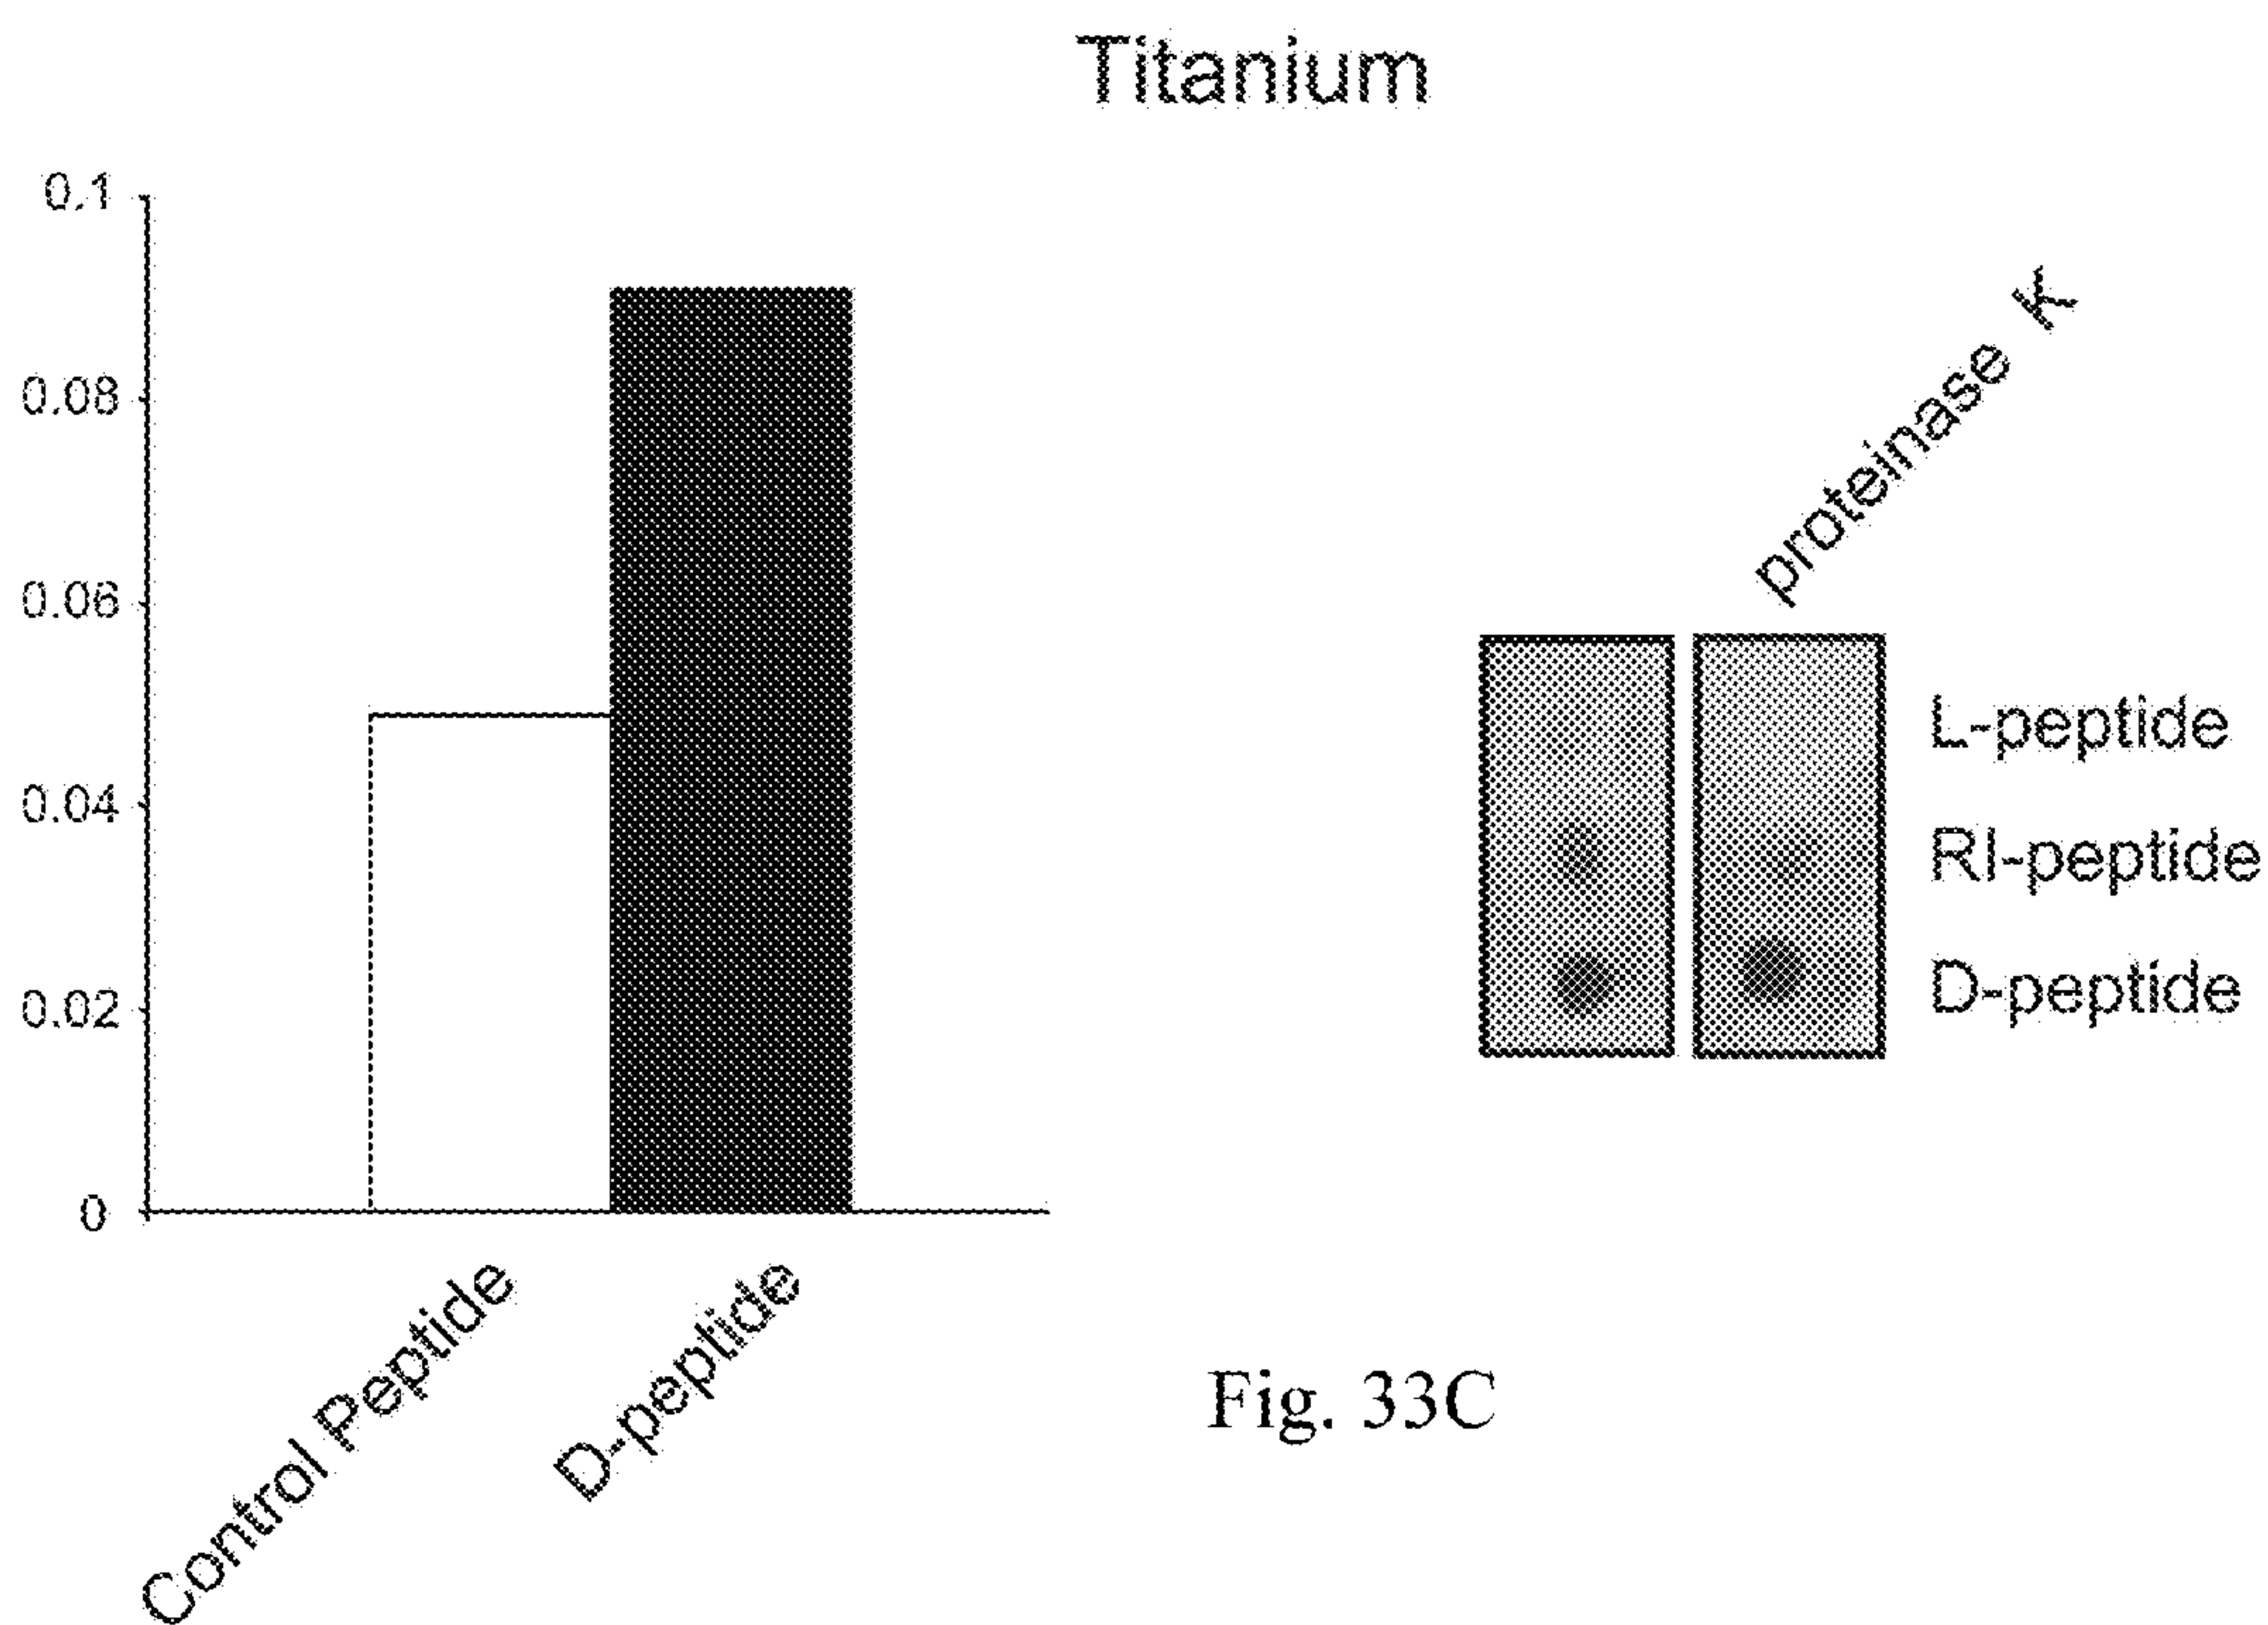 Titanium
0.1
0.08
0.06
0.04
0.02
0
Control Peptide
D-peptide
proteinase K
L-peptide
RI-peptide
D-peptide
Fig. 33C